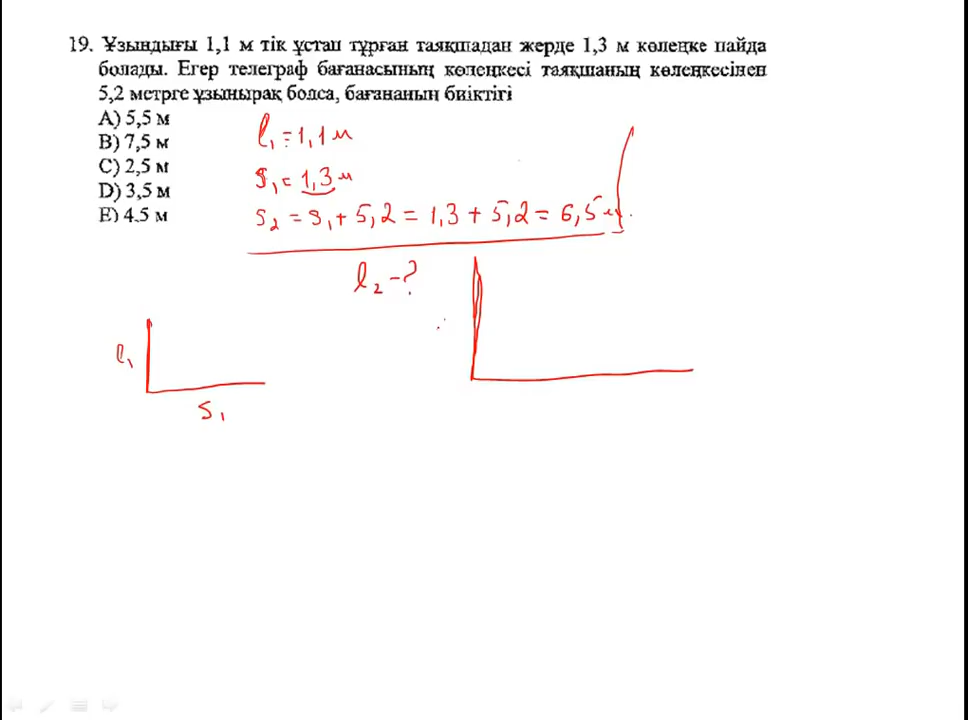 19. Ұзындығы 1,1 м тік ұстап тұрған таяқшадан жерде 1,3 м көлеңке пайда
болады. Егер телеграф бағанасының көлеңкесі таяқшаның көлеңкесінен
5,2 метрге ұзынырақ болса, бағананың биіктігі
A) 5,5 м
B) 7,5 м
C) 2,5 м
D) 3,5 м
E) 4,5 м
l₁ = 1,1 м
S₁ = 1,3 м
S₂ = S₁ + 5,2 = 1,3 + 5,2 = 6,5 м.
l₂ - ?
l₁
S₁